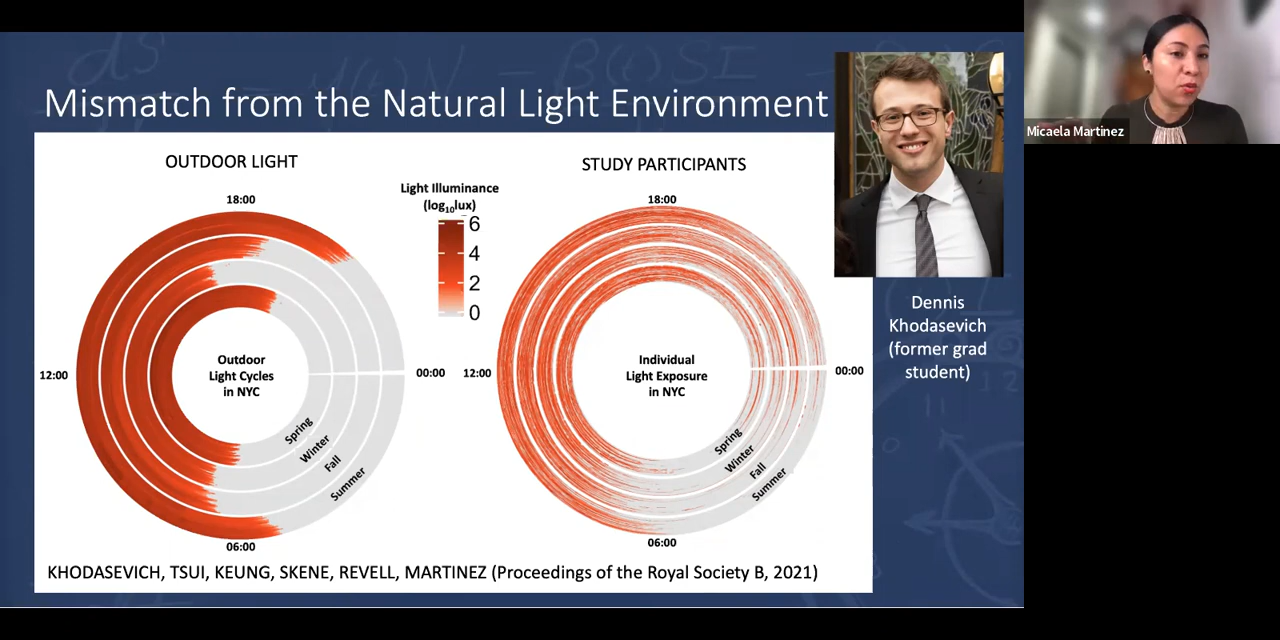 Mismatch from the Natural Light Environment
OUTDOOR LIGHT
18:00
12:00
00:00
06:00
Outdoor
Light Cycles
in NYC
Spring
Winter
Fall
Summer
Light Illuminance
(log10lux)
6
4
2
0
STUDY PARTICIPANTS
18:00
12:00
00:00
06:00
Individual
Light Exposure
in NYC
Spring
Winter
Fall
Summer
KHODASEVICH, TSUI, KEUNG, SKENE, REVELL, MARTINEZ (Proceedings of the Royal Society B, 2021)
Dennis
Khodasevich
(former grad
student)
Micaela Martinez